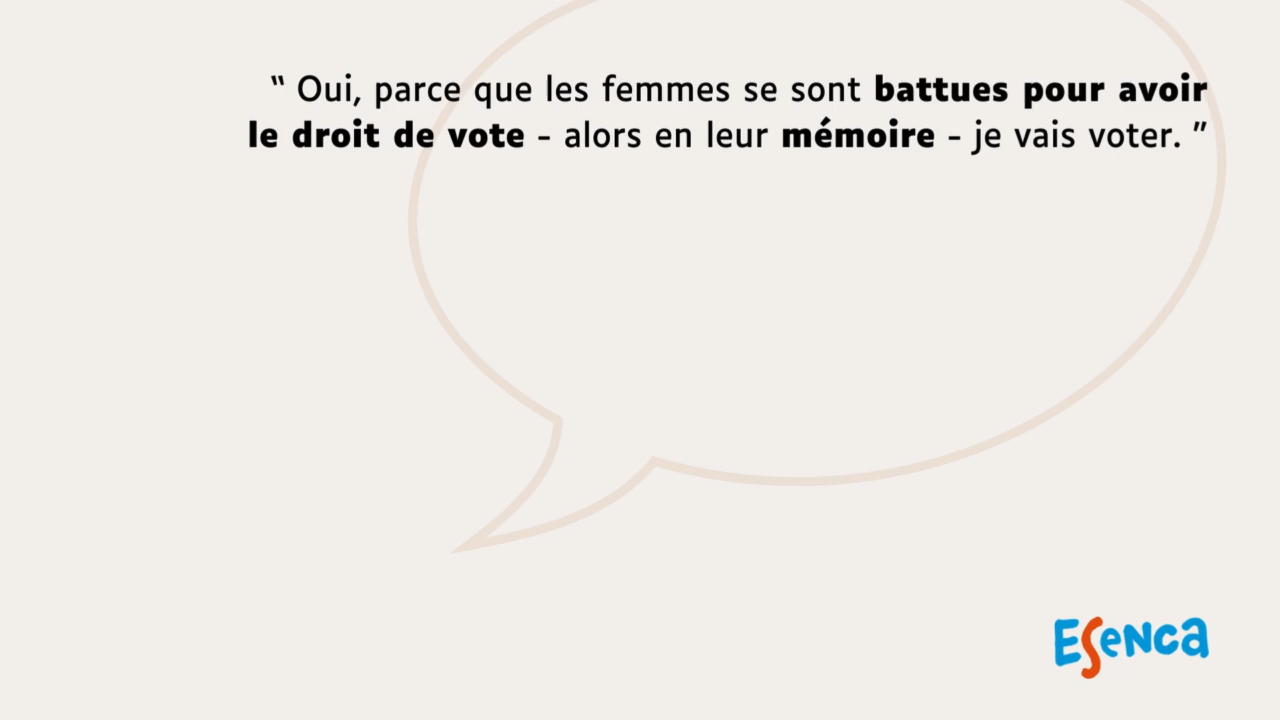 “ Oui, parce que les femmes se sont battues pour avoir
le droit de vote - alors en leur mémoire - je vais voter. ”
Esenca